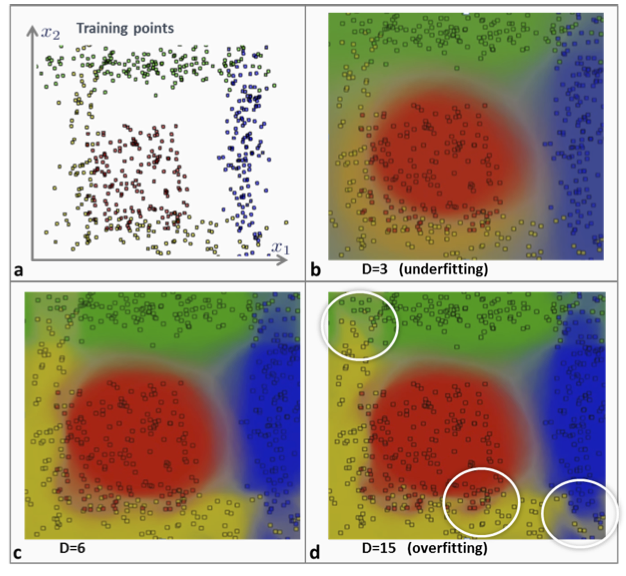 x₂ Training points
x₁
a
b D=3 (underfitting)
c D=6
d D=15 (overfitting)